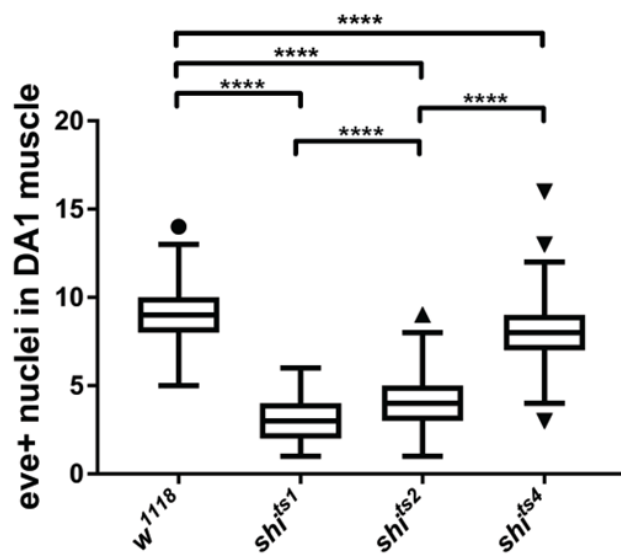 ****
****
****
****
****
eve+ nuclei in DA1 muscle
20
15
10
5
0
w1118
shits1
shits2
shits4